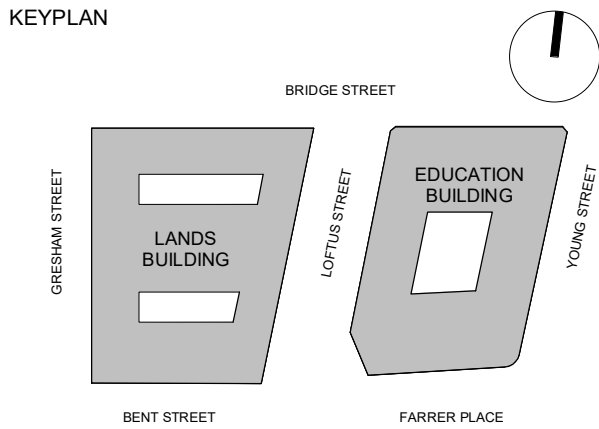 KEYPLAN
BRIDGE STREET
GRESHAM STREET
LANDS
BUILDING
LOFTUS STREET
EDUCATION
BUILDING
YOUNG STREET
BENT STREET
FARRER PLACE